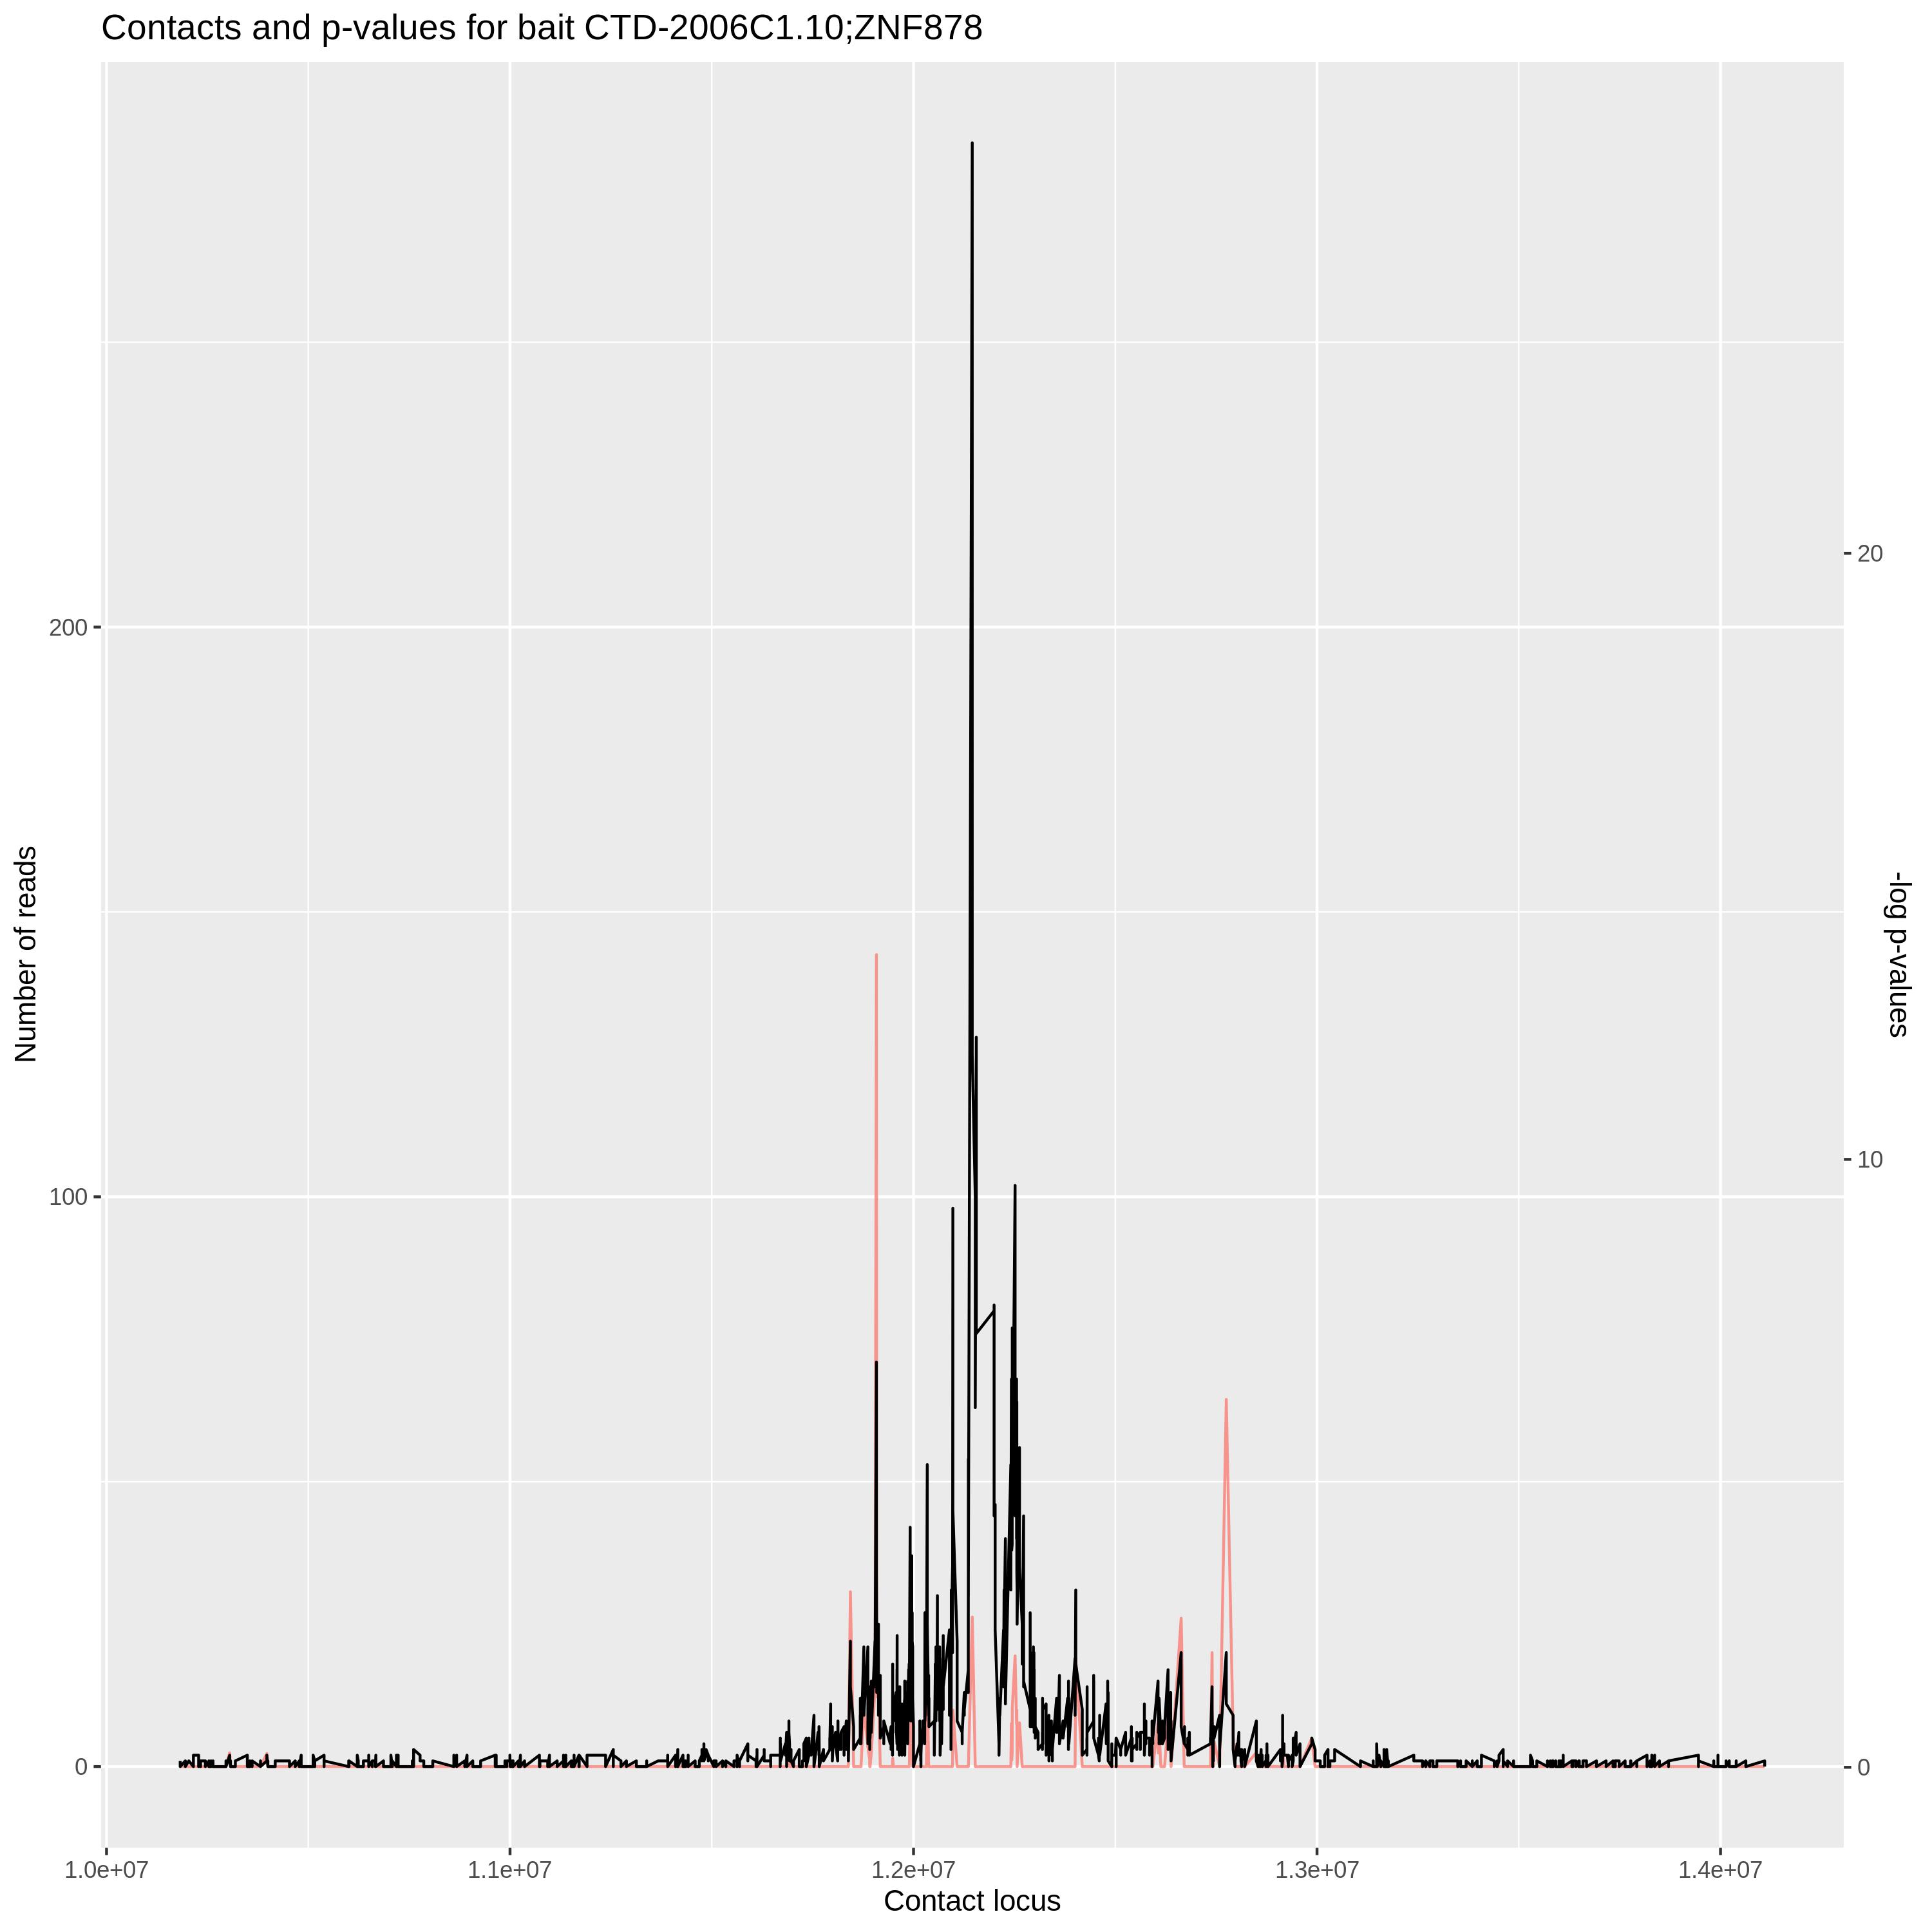 Contacts and p-values for bait CTD-2006C1.10;ZNF878
200
100
0
Number of reads
20
10
0
-log p-values
1.0e+07
1.1e+07
1.2e+07
1.3e+07
1.4e+07
Contact locus